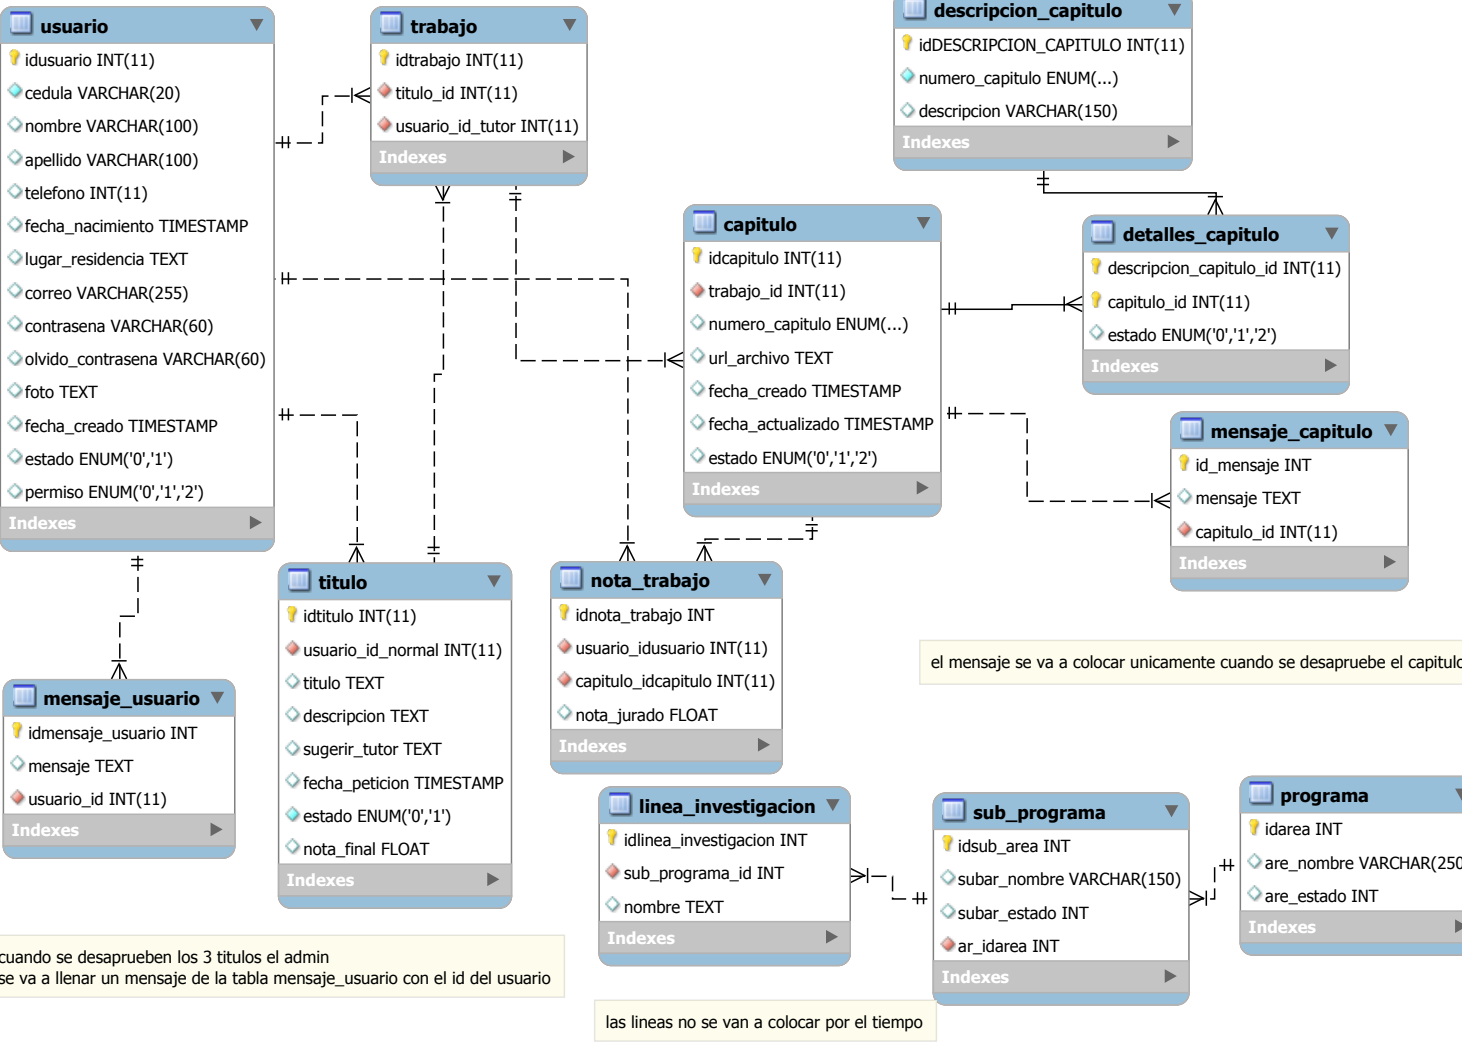 usuario
idusuario INT(11)
cedula VARCHAR(20)
nombre VARCHAR(100)
apellido VARCHAR(100)
telefono INT(11)
fecha_nacimiento TIMESTAMP
lugar_residencia TEXT
correo VARCHAR(255)
contrasena VARCHAR(60)
olvido_contrasena VARCHAR(60)
foto TEXT
fecha_creado TIMESTAMP
estado ENUM('0','1')
permiso ENUM('0','1','2')
Indexes
trabajo
idtrabajo INT(11)
titulo_id INT(11)
usuario_id_tutor INT(11)
Indexes
descripcion_capitulo
idDESCRIPCION_CAPITULO INT(11)
numero_capitulo ENUM(...)
descripcion VARCHAR(150)
Indexes
capitulo
idcapitulo INT(11)
trabajo_id INT(11)
numero_capitulo ENUM(...)
url_archivo TEXT
fecha_creado TIMESTAMP
fecha_actualizado TIMESTAMP
estado ENUM('0','1','2')
Indexes
detalles_capitulo
descripcion_capitulo_id INT(11)
capitulo_id INT(11)
estado ENUM('0','1','2')
Indexes
mensaje_capitulo
id_mensaje INT
mensaje TEXT
capitulo_id INT(11)
Indexes
titulo
idtitulo INT(11)
usuario_id_normal INT(11)
titulo TEXT
descripcion TEXT
sugerir_tutor TEXT
fecha_peticion TIMESTAMP
estado ENUM('0','1')
nota_final FLOAT
Indexes
nota_trabajo
idnota_trabajo INT
usuario_idusuario INT(11)
capitulo_idcapitulo INT(11)
nota_jurado FLOAT
Indexes
el mensaje se va a colocar unicamente cuando se desapruebe el capitulo
mensaje_usuario
idmensaje_usuario INT
mensaje TEXT
usuario_id INT(11)
Indexes
linea_investigacion
idlinea_investigacion INT
sub_programa_id INT
nombre TEXT
Indexes
sub_programa
idsub_area INT
subar_nombre VARCHAR(150)
subar_estado INT
ar_idarea INT
Indexes
programa
idarea INT
are_nombre VARCHAR(250
are_estado INT
Indexes
cuando se desaprueben los 3 titulos el admin
se va a llenar un mensaje de la tabla mensaje_usuario con el id del usuario
las lineas no se van a colocar por el tiempo